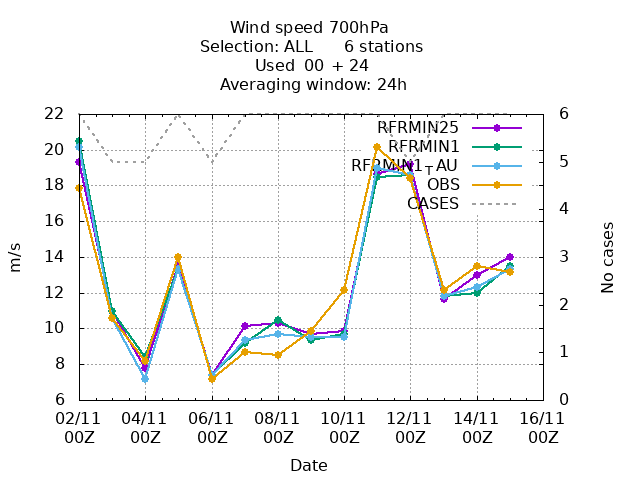 Wind speed 700hPa
Selection: ALL 6 stations
Used 00 + 24
Averaging window: 24h
22
20
18
16
14
12
10
8
6
m/s
6
5
4
3
2
1
0
No cases
RFRMIN25
RFRMIN1
RFRMIN1_AU
OBS
CASES
02/11 04/11 06/11 08/11 10/11 12/11 14/11 16/11
00Z 00Z 00Z 00Z 00Z 00Z 00Z 00Z
Date